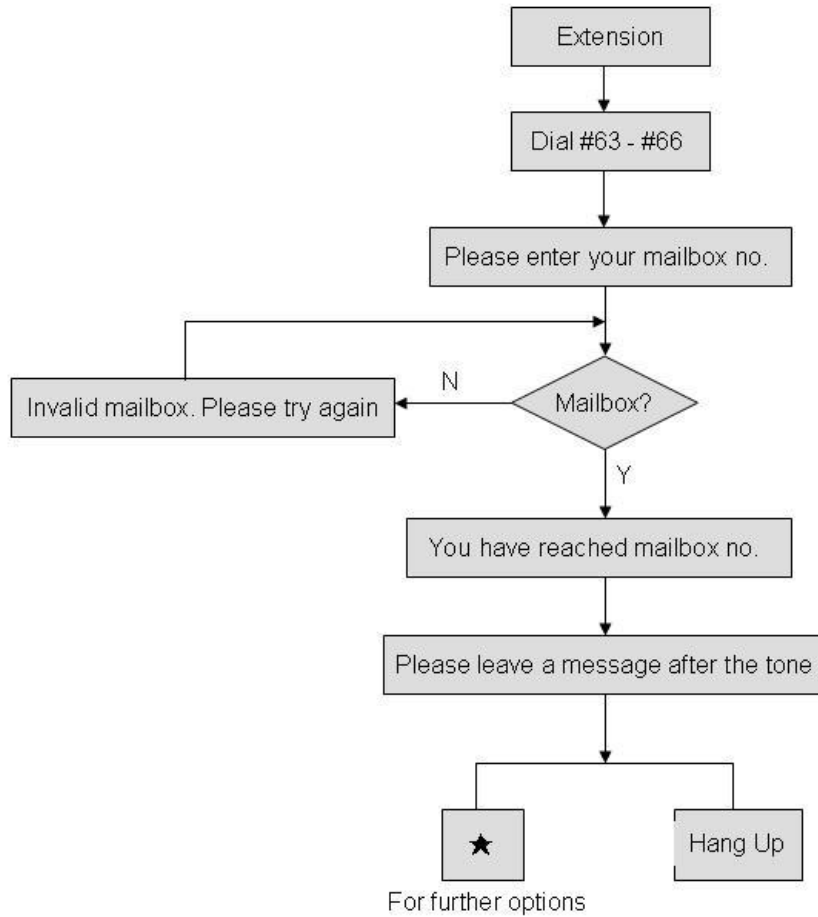 Extension
Dial #63 - #66
Please enter your mailbox no.
N
Invalid mailbox. Please try again
Mailbox?
Y
You have reached mailbox no.
Please leave a message after the tone
Hang Up
For further options